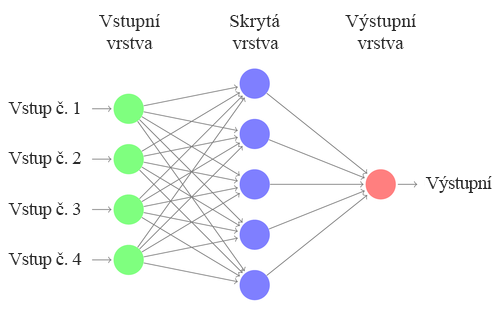 Vstupní
vrstva
Skrytá
vrstva
Výstupní
vrstva
Vstup č. 1
Vstup č. 2
Vstup č. 3
Vstup č. 4
Výstupní